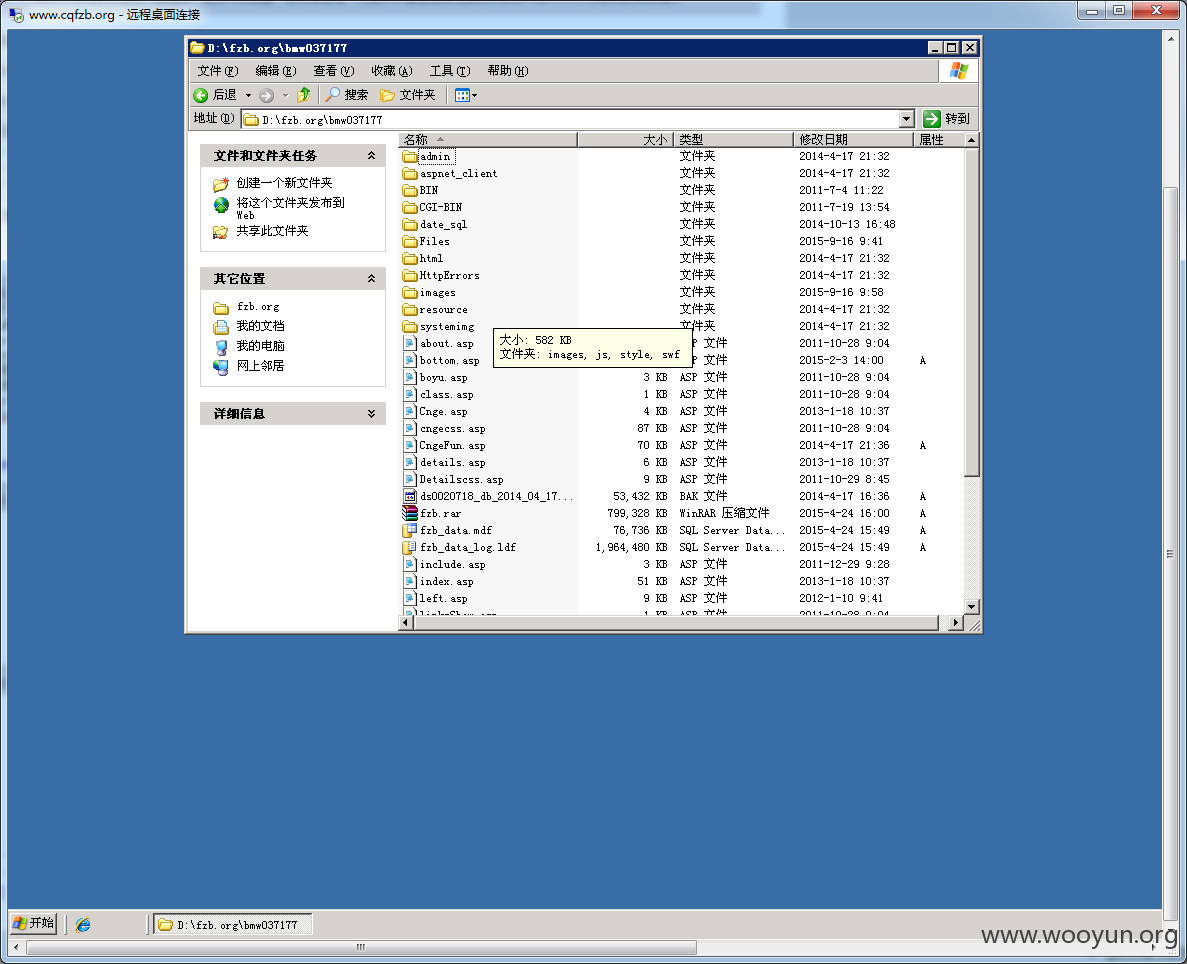 www.cqfzb.org - 远程桌面连接
D:\fzb.org\bmw037177
文件(F) 编辑(E) 查看(V) 收藏(A) 工具(T) 帮助(H)
后退 搜索 文件夹
地址(D) D:\fzb.org\bmw037177 转到
文件和文件夹任务
创建一个新文件夹
将这个文件夹发布到
Web
共享此文件夹
其它位置
fzb.org
我的文档
我的电脑
网上邻居
详细信息
名称 大小 类型 修改日期 属性
admin 文件夹 2014-4-17 21:32
aspnet_client 文件夹 2014-4-17 21:32
BIN 文件夹 2011-7-4 11:22
CGI-BIN 文件夹 2011-7-19 13:54
date_sql 文件夹 2014-10-13 16:48
Files 文件夹 2015-9-16 9:41
html 文件夹 2014-4-17 21:32
HttpErrors 文件夹 2014-4-17 21:32
images 文件夹 2015-9-16 9:58
resource 文件夹 2014-4-17 21:32
systemimg 文件夹 2014-4-17 21:32
大小: 582 KB
文件夹: images, js, style, swf
about.asp 文件 2011-10-28 9:04
bottom.asp 文件 2015-2-3 14:00 A
boyu.asp 3 KB ASP 文件 2011-10-28 9:04
class.asp 1 KB ASP 文件 2011-10-28 9:04
Cnge.asp 4 KB ASP 文件 2013-1-18 10:37
cngecss.asp 87 KB ASP 文件 2011-10-28 9:04
CngeFun.asp 70 KB ASP 文件 2014-4-17 21:36 A
details.asp 6 KB ASP 文件 2013-1-18 10:37
Detailscss.asp 9 KB ASP 文件 2011-10-29 8:45
ds0020718_db_2014_04_17... 53,432 KB BAK 文件 2014-4-17 16:36 A
fzb.rar 799,328 KB WinRAR 压缩文件 2015-4-24 16:00 A
fzb_data.mdf 76,736 KB SQL Server Data... 2015-4-24 15:49 A
fzb_data_log.ldf 1,964,480 KB SQL Server Data... 2015-4-24 15:49 A
include.asp 3 KB ASP 文件 2011-12-29 9:28
index.asp 51 KB ASP 文件 2013-1-18 10:37
left.asp 9 KB ASP 文件 2012-1-10 9:41
开始 D:\fzb.org\bmw037177
www.wooyun.org